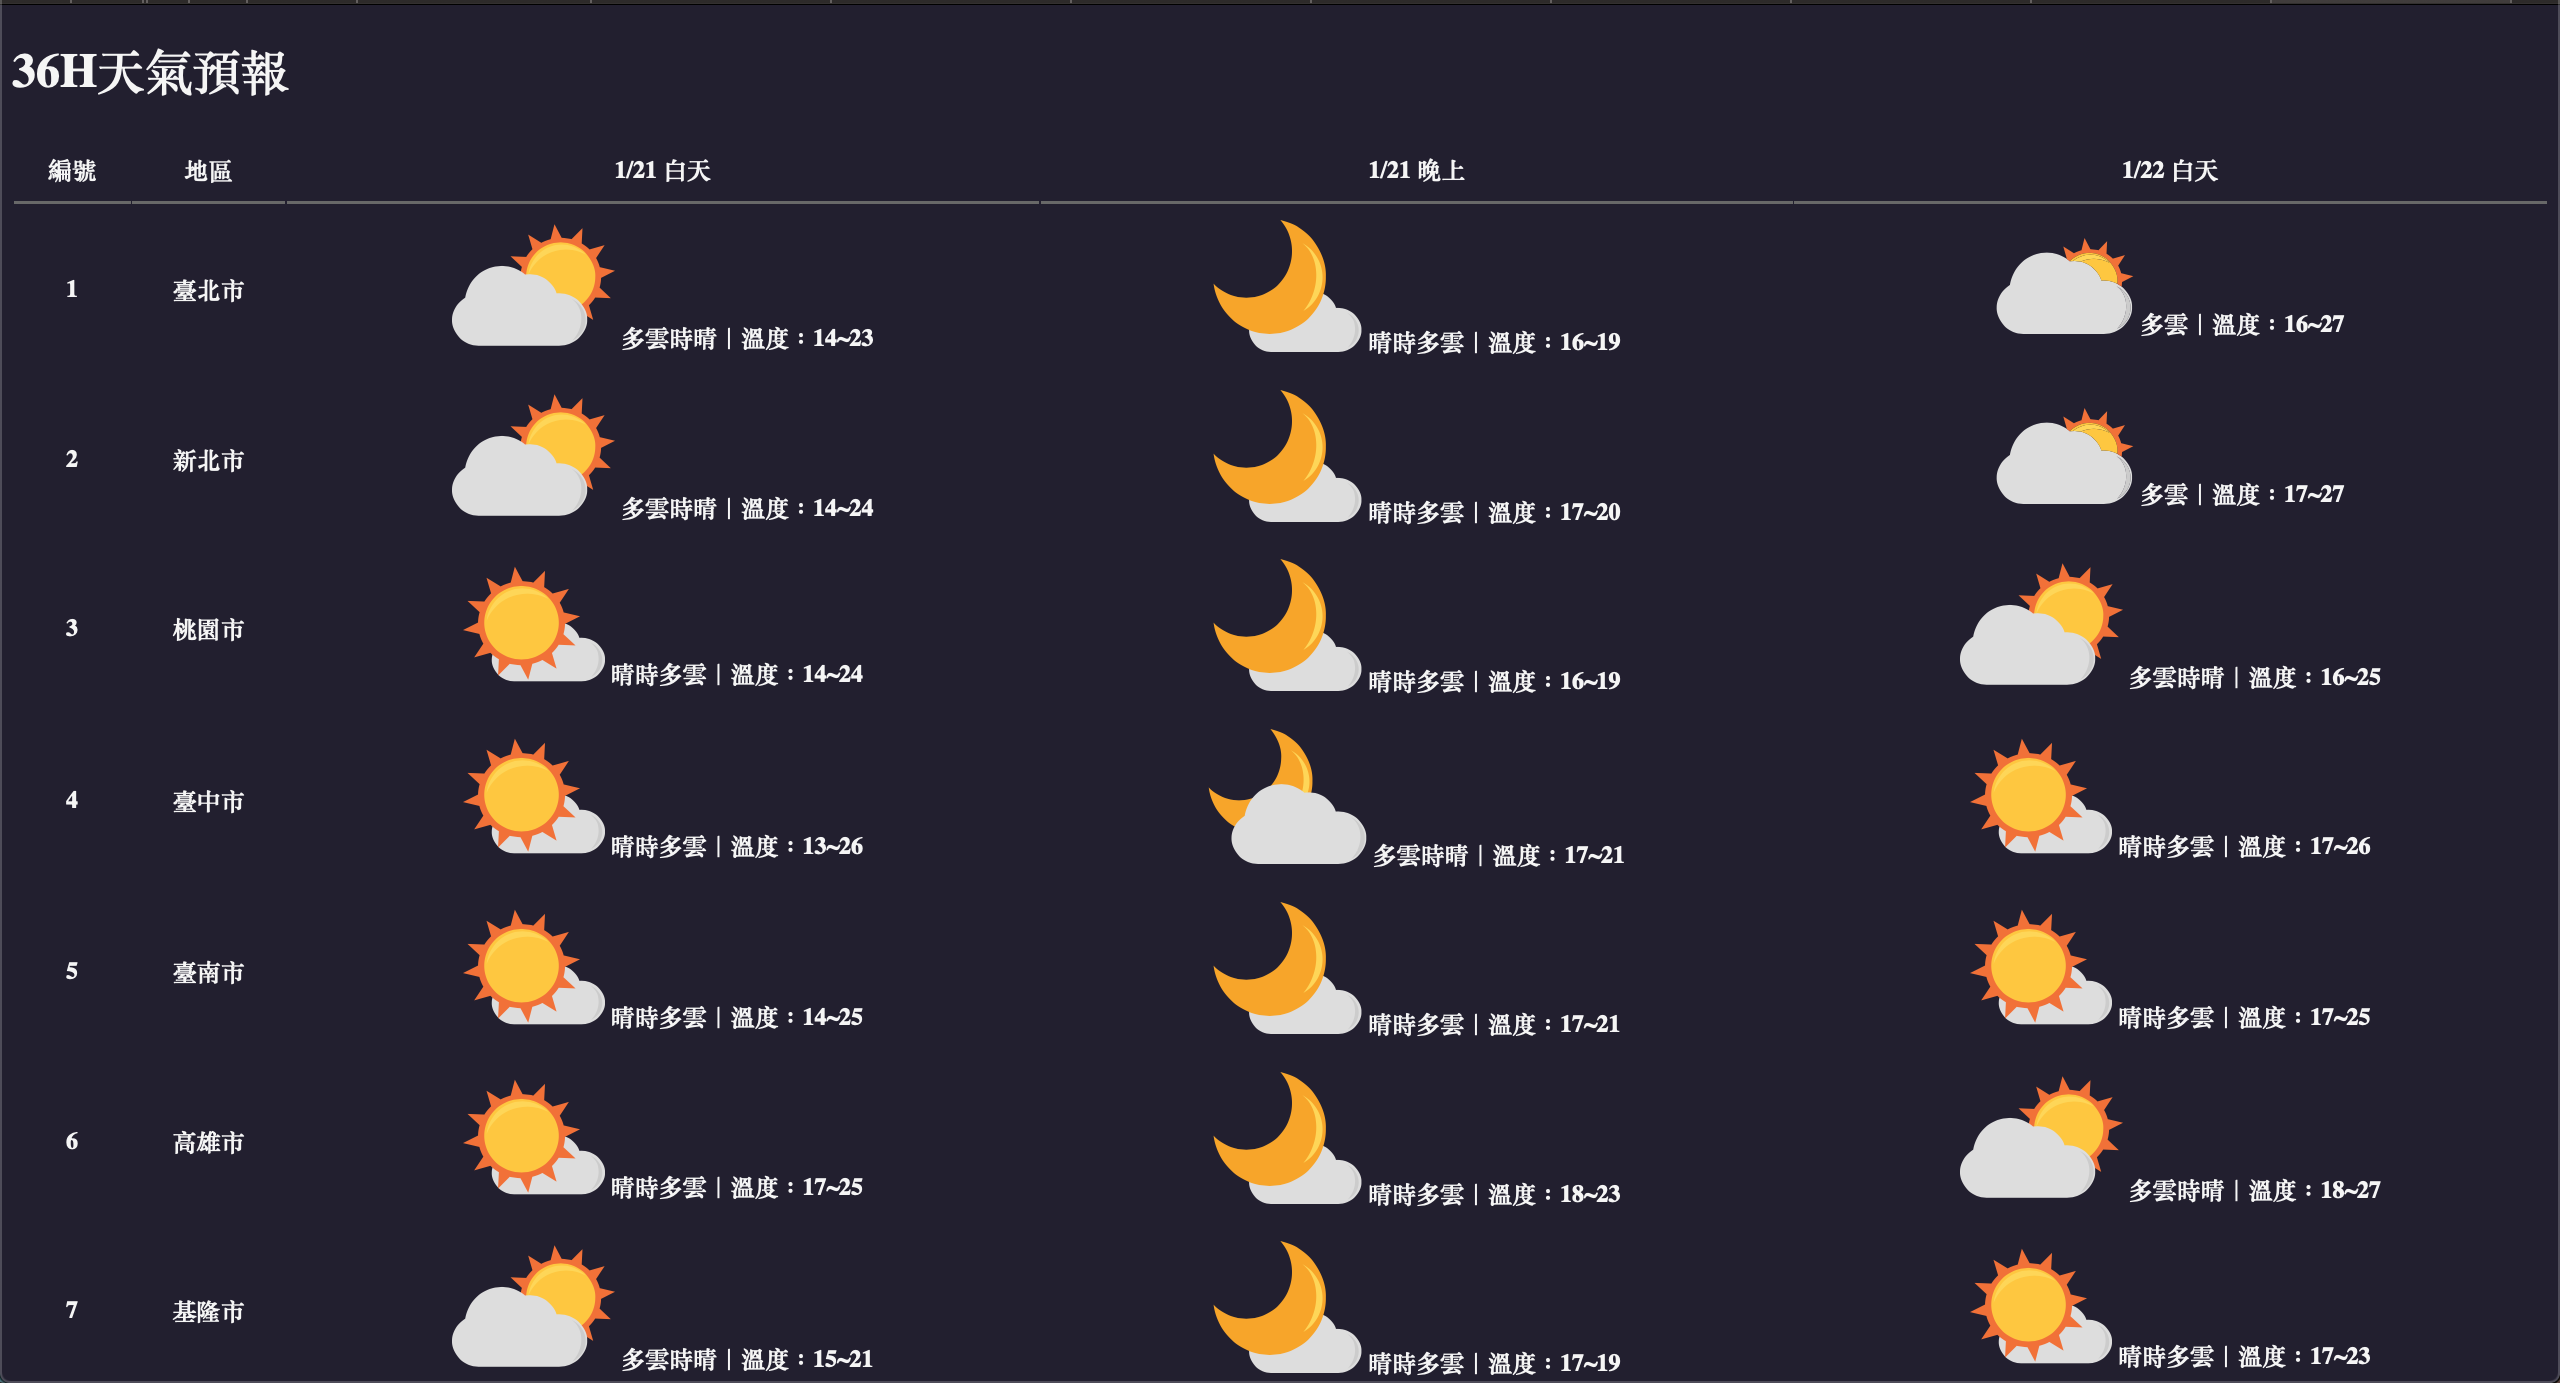 36H天氣預報
編號 地區 1/21 白天 1/21 晚上 1/22 白天
1 臺北市 多雲時晴｜溫度：14~23 晴時多雲｜溫度：16~19 多雲｜溫度：16~27
2 新北市 多雲時晴｜溫度：14~24 晴時多雲｜溫度：17~20 多雲｜溫度：17~27
3 桃園市 晴時多雲｜溫度：14~24 晴時多雲｜溫度：16~19 多雲時晴｜溫度：16~25
4 臺中市 晴時多雲｜溫度：13~26 多雲時晴｜溫度：17~21 晴時多雲｜溫度：17~26
5 臺南市 晴時多雲｜溫度：14~25 晴時多雲｜溫度：17~21 晴時多雲｜溫度：17~25
6 高雄市 晴時多雲｜溫度：17~25 晴時多雲｜溫度：18~23 多雲時晴｜溫度：18~27
7 基隆市 多雲時晴｜溫度：15~21 晴時多雲｜溫度：17~19 晴時多雲｜溫度：17~23